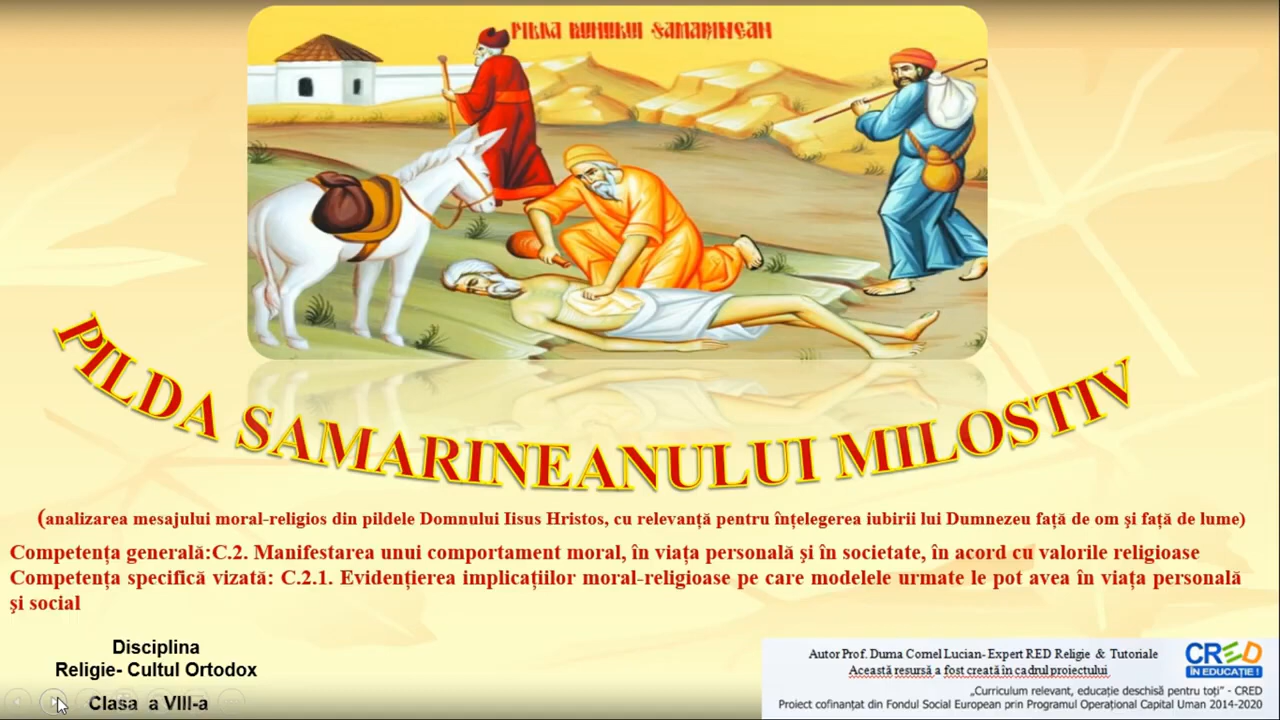 PILDA BUNULUI SAMARINEAN
PILDA SAMARINEANULUI MILOSTIV
(analizarea mesajului moral-religios din pildele Domnului Iisus Hristos, cu relevanță pentru înțelegerea iubirii lui Dumnezeu față de om şi față de lume)
Competența generală:C.2. Manifestarea unui comportament moral, în viața personală şi în societate, în acord cu valorile religioase
Competența specifică vizată: C.2.1. Evidențierea implicațiilor moral-religioase pe care modelele urmate le pot avea în viața personală
şi social
Disciplina
Religie- Cultul Ortodox
Clasa a VIII-a
Autor Prof. Duma Cornel Lucian- Expert RED Religie & Tutoriale
Această resursă a fost creată în cadrul proiectului
CRED
ÎN EDUCAȚIE !
„Curriculum relevant, educație deschisă pentru toți" - CRED
Proiect cofinanțat din Fondul Social European prin Programul Operațional Capital Uman 2014-2020